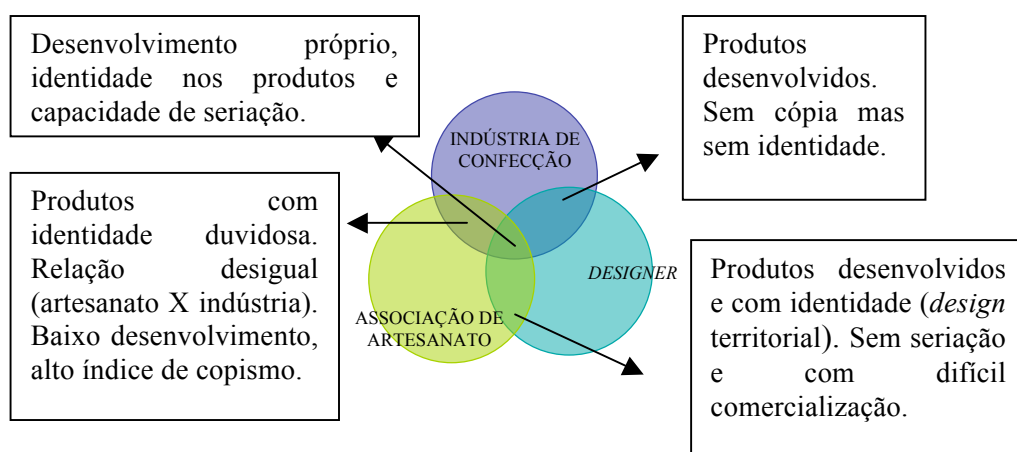 Desenvolvimento próprio,
identidade nos produtos e
capacidade de seriação.
Produtos
desenvolvidos.
Sem cópia mas
sem identidade.
INDÚSTRIA DE
CONFECÇÃO
Produtos com
identidade duvidosa.
Relação desigual
(artesanato X indústria).
Baixo desenvolvimento,
alto índice de copismo.
DESIGNER
ASSOCIAÇÃO DE
ARTESANATO
Produtos desenvolvidos
e com identidade (design
territorial). Sem seriação
e com difícil
comercialização.